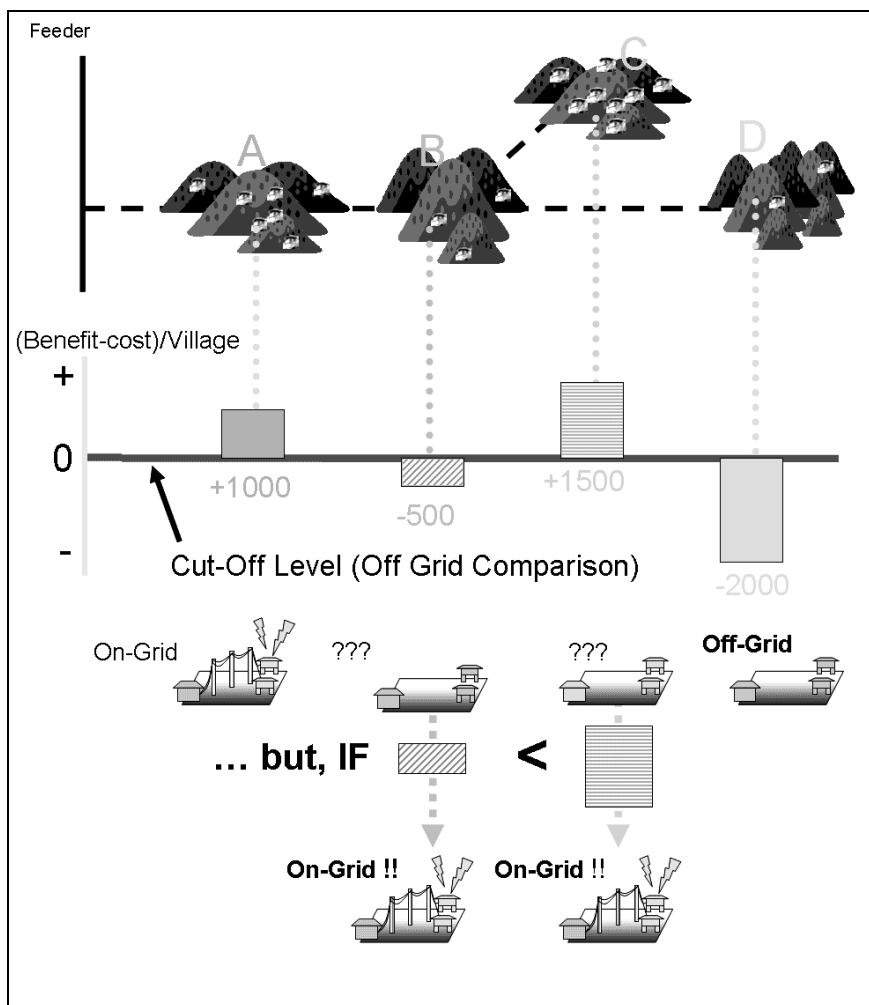 Feeder
A
B
C
D
(Benefit-cost)/Village
+
0
-
+1000
-500
+1500
-2000
Cut-Off Level (Off Grid Comparison)
On-Grid
???
???
Off-Grid
... but, IF
<
On-Grid !!
On-Grid !!